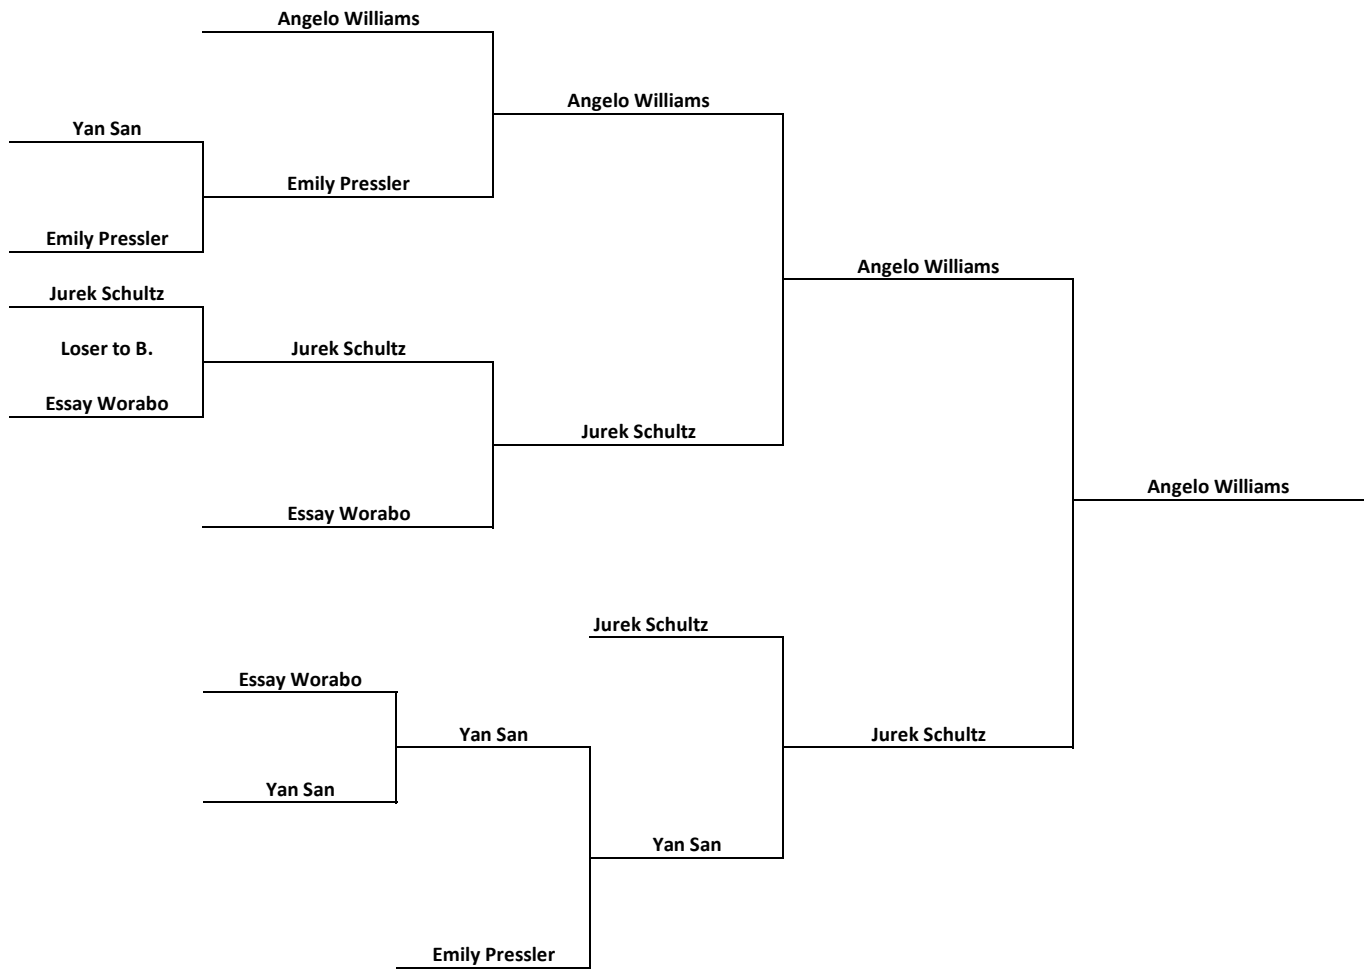 Angelo Williams
Angelo Williams
Yan San
Emily Pressler
Emily Pressler
Angelo Williams
Jurek Schultz
Loser to B.
Jurek Schultz
Essay Worabo
Jurek Schultz
Angelo Williams
Essay Worabo
Jurek Schultz
Essay Worabo
Yan San
Jurek Schultz
Yan San
Yan San
Emily Pressler